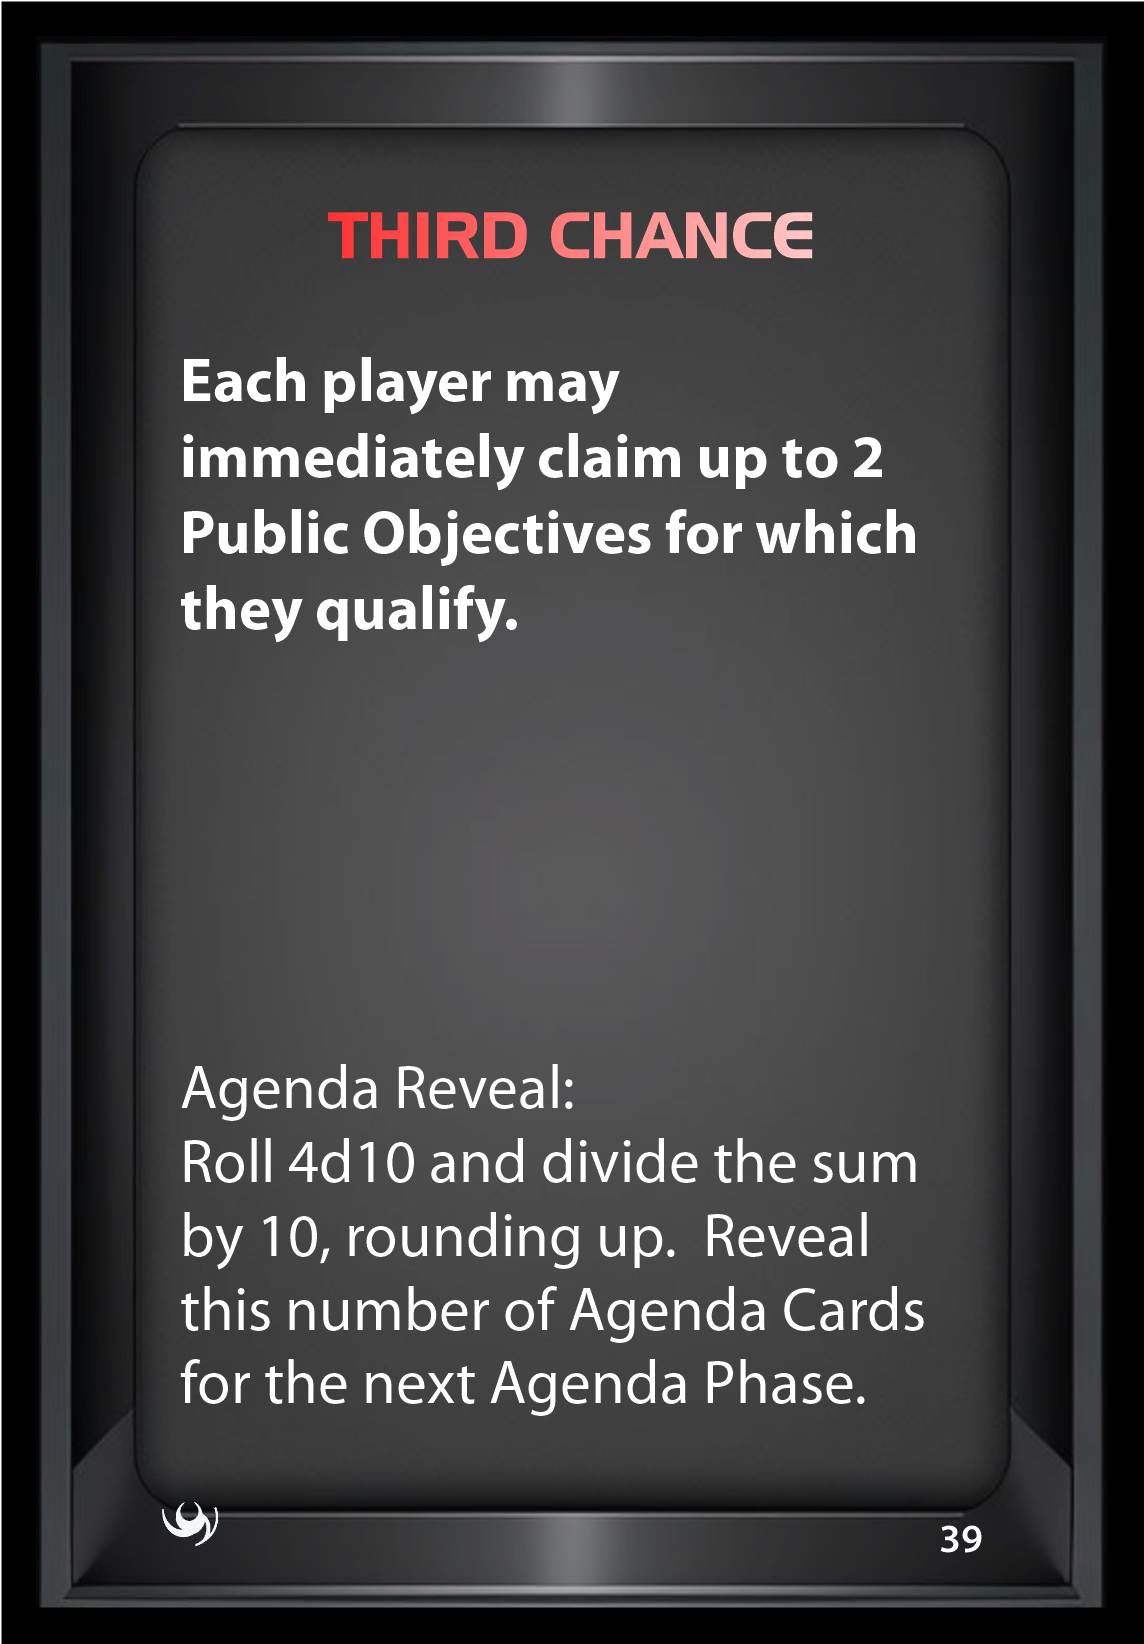 THIRD CHANCE
Each player may
immediately claim up to 2
Public Objectives for which
they qualify.
Agenda Reveal:
Roll 4d10 and divide the sum
by 10, rounding up.  Reveal
this number of Agenda Cards
for the next Agenda Phase.
39